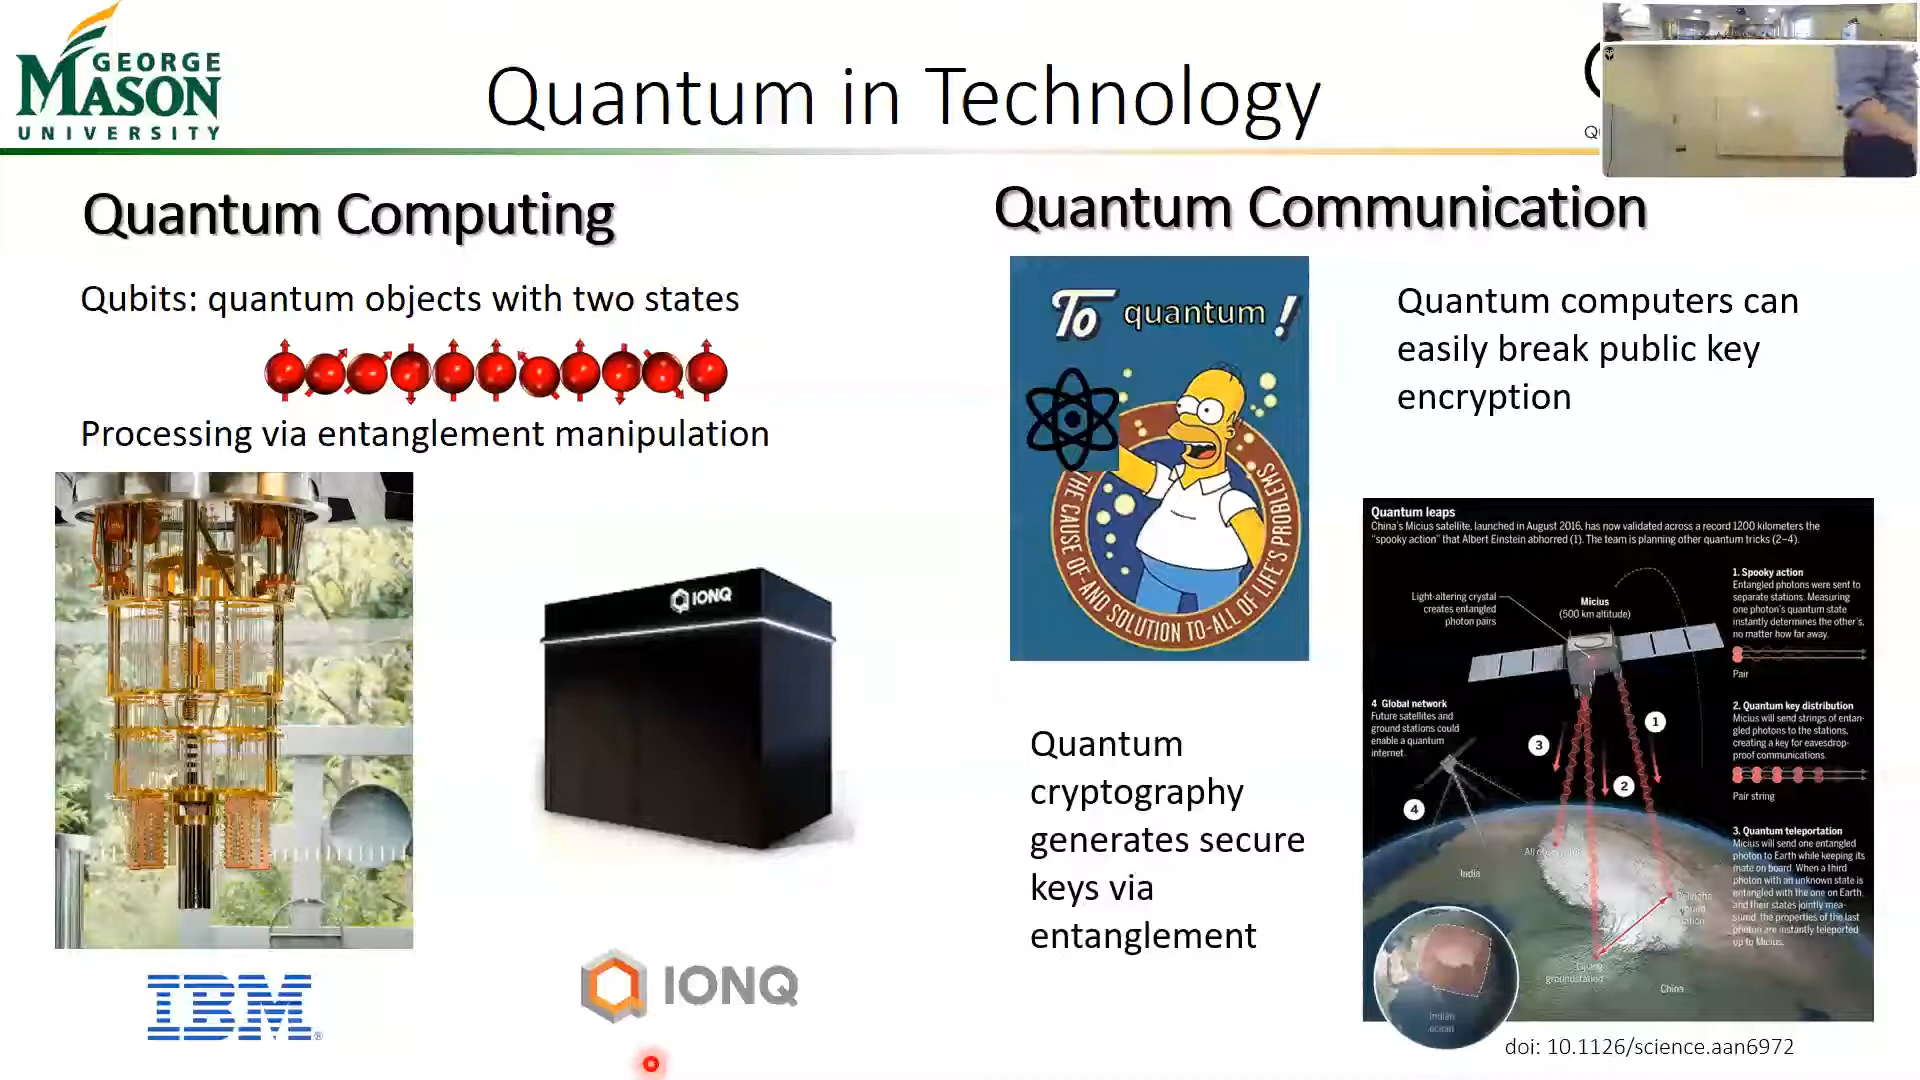 GEORGE
MASON
UNIVERSITY
Quantum in Technology
Quantum Computing
Qubits: quantum objects with two states
Processing via entanglement manipulation
IONQ
IBM
®
IONQ
Quantum Communication
To quantum!
THE CAUSE OF-AND SOLUTION TO-ALL OF LIFE'S PROBLEMS
Quantum computers can
easily break public key
encryption
Quantum
cryptography
generates secure
keys via
entanglement
Quantum leaps
China's Micius satellite, launched in August 2016, has now validated across a record 1200 kilometers the
"spooky action" that Albert Einstein abhorred (1). The team is planning other quantum tricks (2–4).
Light-altering crystal
creates entangled
photon pairs
Micius
(500 km altitude)
1. Spooky action
Entangled photons were sent to
separate stations. Measuring
one photon's quantum state
instantly determines the other's,
no matter how far away.
Pair
2. Quantum key distribution
Micius will send strings of entan-
gled photons to the stations,
creating a key for eavesdrop-
proof communications.
Pair string
3. Quantum teleportation
Micius will send one entangled
photon to Earth while keeping its
mate on board. When a third
photon with an unknown state is
entangled with the one on Earth,
and their states jointly mea-
sured, the properties of the last
photon are instantly teleported
up to Micius.
4 Global network
Future satellites and
ground stations could
enable a quantum
internet.
1
2
3
4
India
China
Indian
ocean
doi: 10.1126/science.aan6972